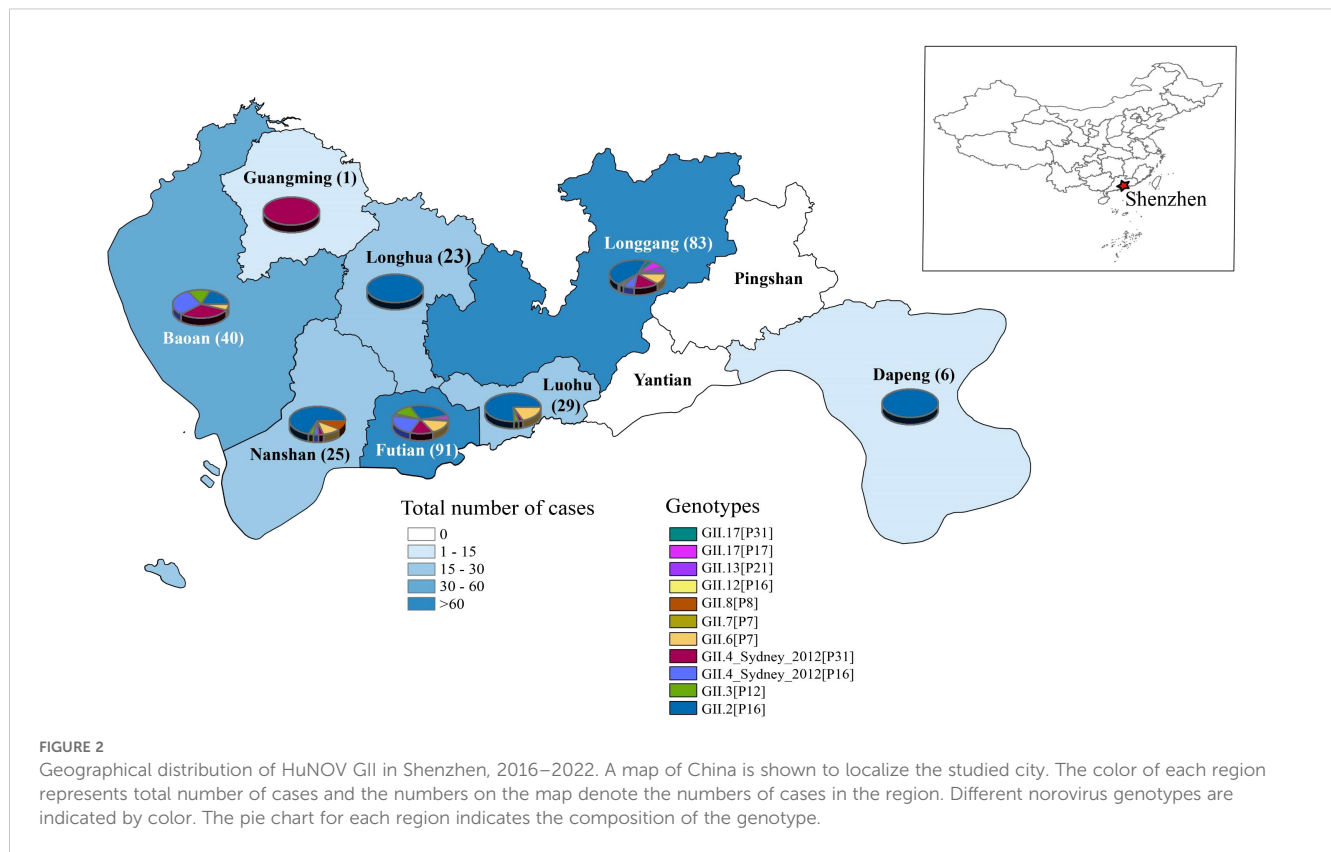 Shenzhen
Guangming (1)
Longhua (23)
Longgang (83)
Pingshan
Baoan (40)
Yantian
Dapeng (6)
Luohu
(29)
Nanshan (25)
Futian (91)
Total number of cases
0
1 - 15
15 - 30
30 - 60
>60
Genotypes
GII.17[P31]
GII.17[P17]
GII.13[P21]
GII.12[P16]
GII.8[P8]
GII.7[P7]
GII.6[P7]
GII.4_Sydney_2012[P31]
GII.4_Sydney_2012[P16]
GII.3[P12]
GII.2[P16]
FIGURE 2
Geographical distribution of HuNOV GII in Shenzhen, 2016–2022. A map of China is shown to localize the studied city. The color of each region
represents total number of cases and the numbers on the map denote the numbers of cases in the region. Different norovirus genotypes are
indicated by color. The pie chart for each region indicates the composition of the genotype.